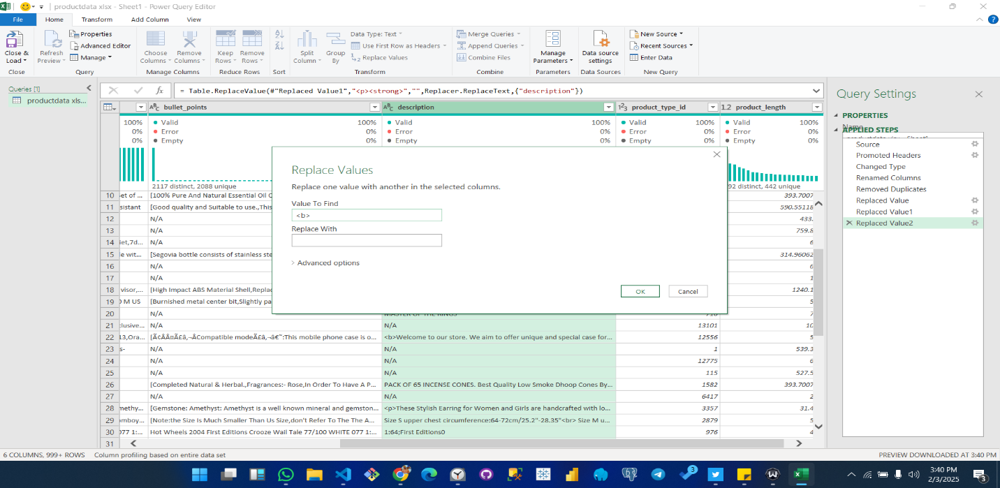 productdata xlsx - Sheet1 - Power Query Editor
File Home Transform Add Column View
Close & Load
Close
Refresh Preview
Properties
Advanced Editor
Manage
Query
Choose Columns
Remove Columns
Manage Columns
Keep Rows
Remove Rows
Reduce Rows
Sort
Split Column
Group By
Data Type: Text
Use First Row as Headers
Replace Values
Transform
Merge Queries
Append Queries
Combine Files
Combine
Manage Parameters
Parameters
Data source settings
Data Sources
New Source
Recent Sources
Enter Data
New Query
Queries [1]
productdata xls...
fx
= Table.ReplaceValue(#"Replaced Value1","<p><strong>","",Replacer.ReplaceText,{"description"})
ABC bullet_points ABC description 123 product_type_id 1.2 product_length
100% Valid 100% Valid 100% Valid 100% Valid 100%
0% Error 0% Error 0% Error 0% Error 0%
0% Empty 0% Empty 0% Empty 0% Empty 0%
2117 distinct, 2088 unique
92 distinct, 442 unique
10 et of ... [100% Pure And Natural Essential Oil 393.7007
11 sistant [Good quality and Suitable to use.,This 590.55118
12 N/A 433.
13 N/A 759.8
14 iet,7d... N/A
15 le wit... [Segovia bottle consists of stainless ste 314.96062
16 N/A
17 N/A
18 visor,... [High Impact ABS Material Shell,Replac 1240.1
19 M US [Burnished metal center bit,Slightly pa
20 N/A MASTER OF THE RINGS 710
21 clusive... N/A N/A 13101 10
22 13,Ora... [Ã¢ÂÂ¤Ã£â,¬ÂCompatible modeÃ£â,¬â€˜:This mobile phone case is o... <b>Welcome to our store. We aim to offer unique and special case for... 12556 5
23 s- N/A N/A 1 539.3
24 N/A N/A 12775 6
25 N/A N/A 115 527.5
26 [Completed Natural & Herbal.,Fragrances:- Rose,In Order To Have A P... PACK OF 65 INCENSE CONES. Best Quality Low Smoke Dhoop Cones By... 1582 393.7007
27 N/A N/A 6417 2
28 methy... [Gemstone: Amethyst: Amethyst is a well known mineral and gemston... <p>These Stylish Earring for Women and Girls are handcrafted with lo... 3357 31.4
29 mboy... [Note:the Size Is Much Smaller Than Us Size,don't Refer To The The A... Size S upper chest circumference:64-72cm/25.2"-28.35"<br> Size M u... 2879 5
30 077 1:... Hot Wheels 2004 First Editions Crooze Wail Tale 77/100 WHITE 077 1:... 1:64;First Editions0 976 4
31
Replace Values
Replace one value with another in the selected columns.
Value To Find
<b>
Replace With
Advanced options
OK Cancel
Query Settings
PROPERTIES
Name
APPLIED STEPS
Source
Promoted Headers
Changed Type
Renamed Columns
Removed Duplicates
Replaced Value
Replaced Value1
Replaced Value2
6 COLUMNS, 999+ ROWS Column profiling based on entire data set PREVIEW DOWNLOADED AT 3:40 PM
3
3:40 PM
2/3/2025
3